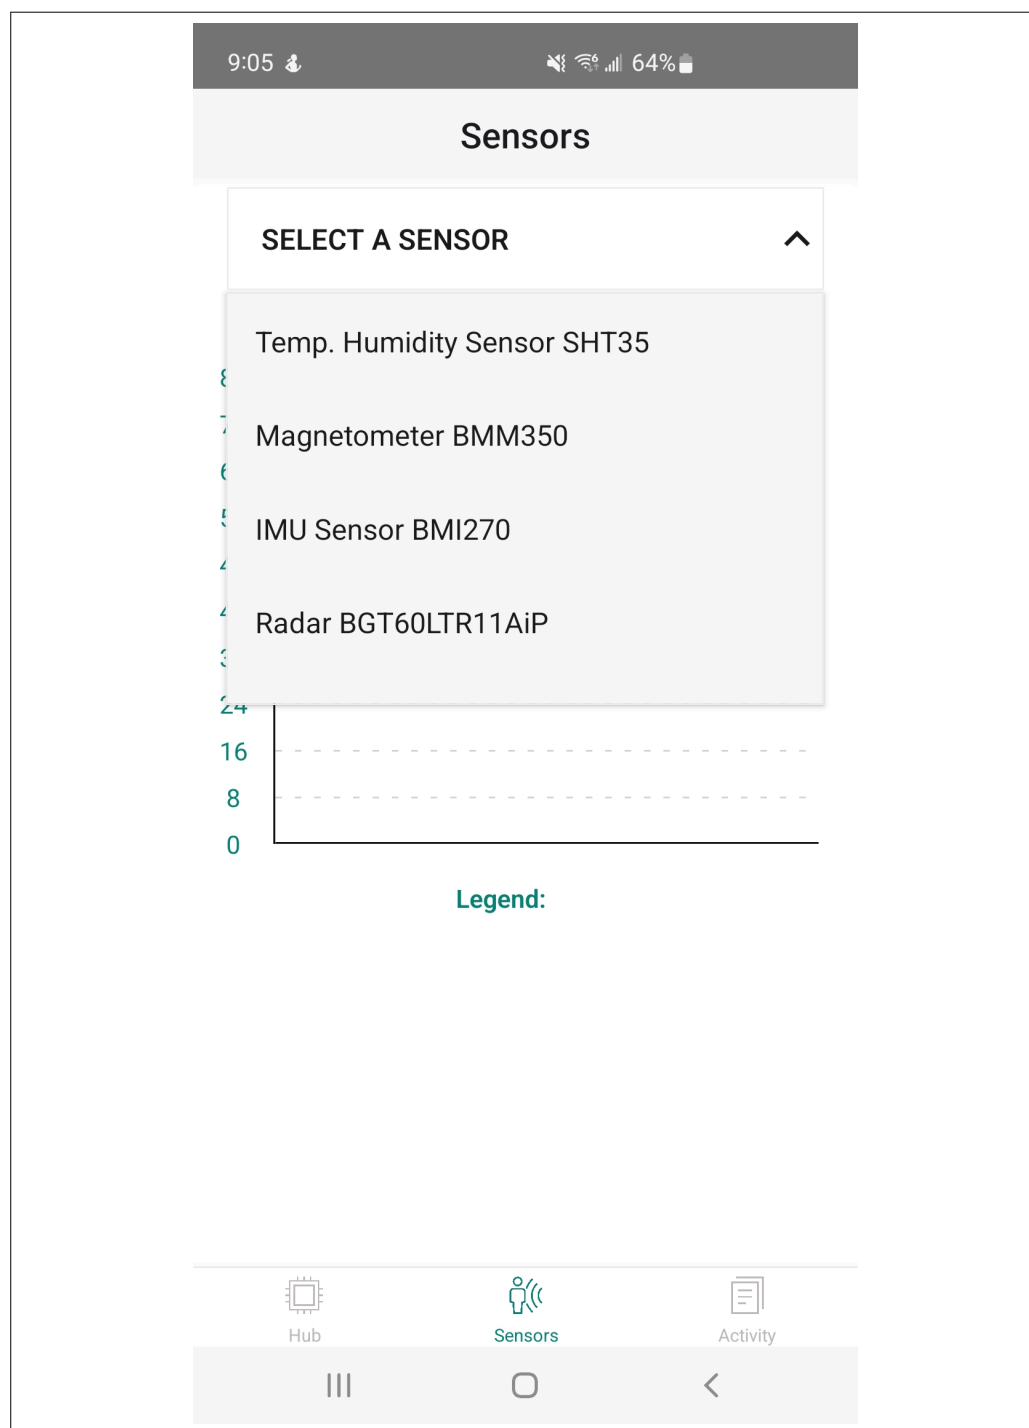 9:05 64%
Sensors
SELECT A SENSOR
Temp. Humidity Sensor SHT35
Magnetometer BMM350
IMU Sensor BMI270
Radar BGT60LTR11AiP
24
16
8
0
Legend:
Hub Sensors Activity